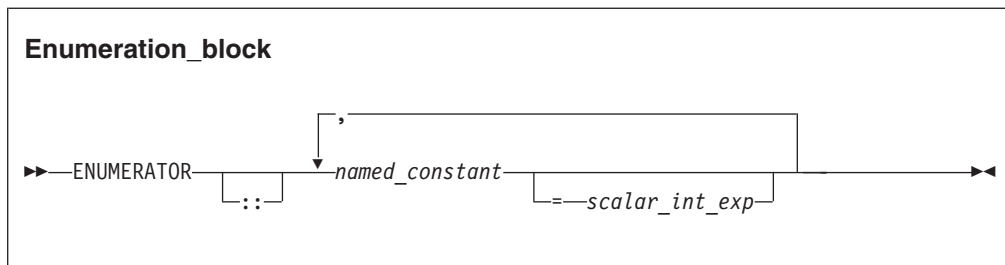 Enumeration_block
,
ENUMERATOR :: named_constant = scalar_int_exp